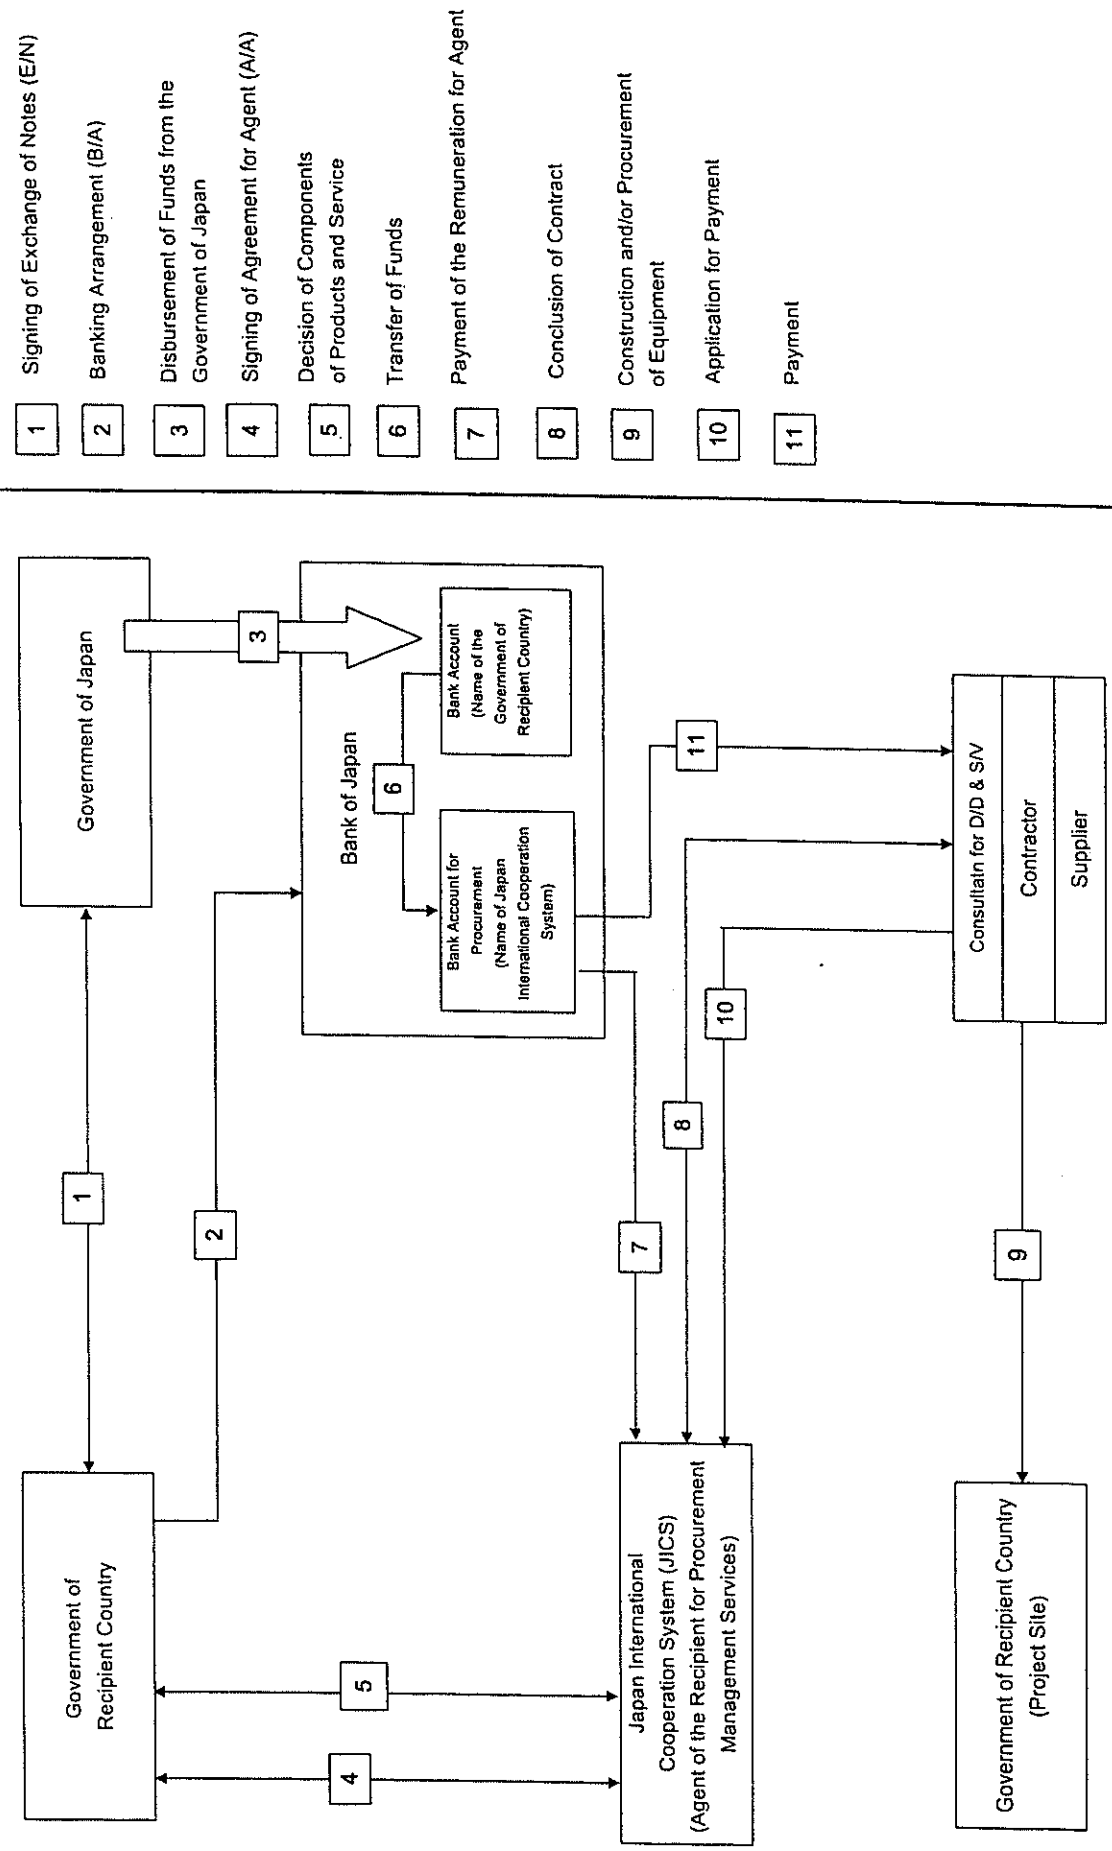 Government of
Recipient Country
1
Government of Japan
2
3
4
5
Bank of Japan
6
Bank Account for
Procurement
(Name of Japan
International Cooperation
System)
Bank Account
(Name of the
Government of
Recipient Country)
7
8
10
11
Japan International
Cooperation System (JICS)
(Agent of the Recipient for Procurement
Management Services)
Government of Recipient Country
(Project Site)
9
Consultatn for D/D & S/V
Contractor
Supplier
1 Signing of Exchange of Notes (E/N)
2 Banking Arrangement (B/A)
3 Disbursement of Funds from the
Government of Japan
4 Signing of Agreement for Agent (A/A)
5 Decision of Components
of Products and Service
6 Transfer of Funds
7 Payment of the Remuneration for Agent
8 Conclusion of Contract
9 Construction and/or Procurement
of Equipment
10 Application for Payment
11 Payment